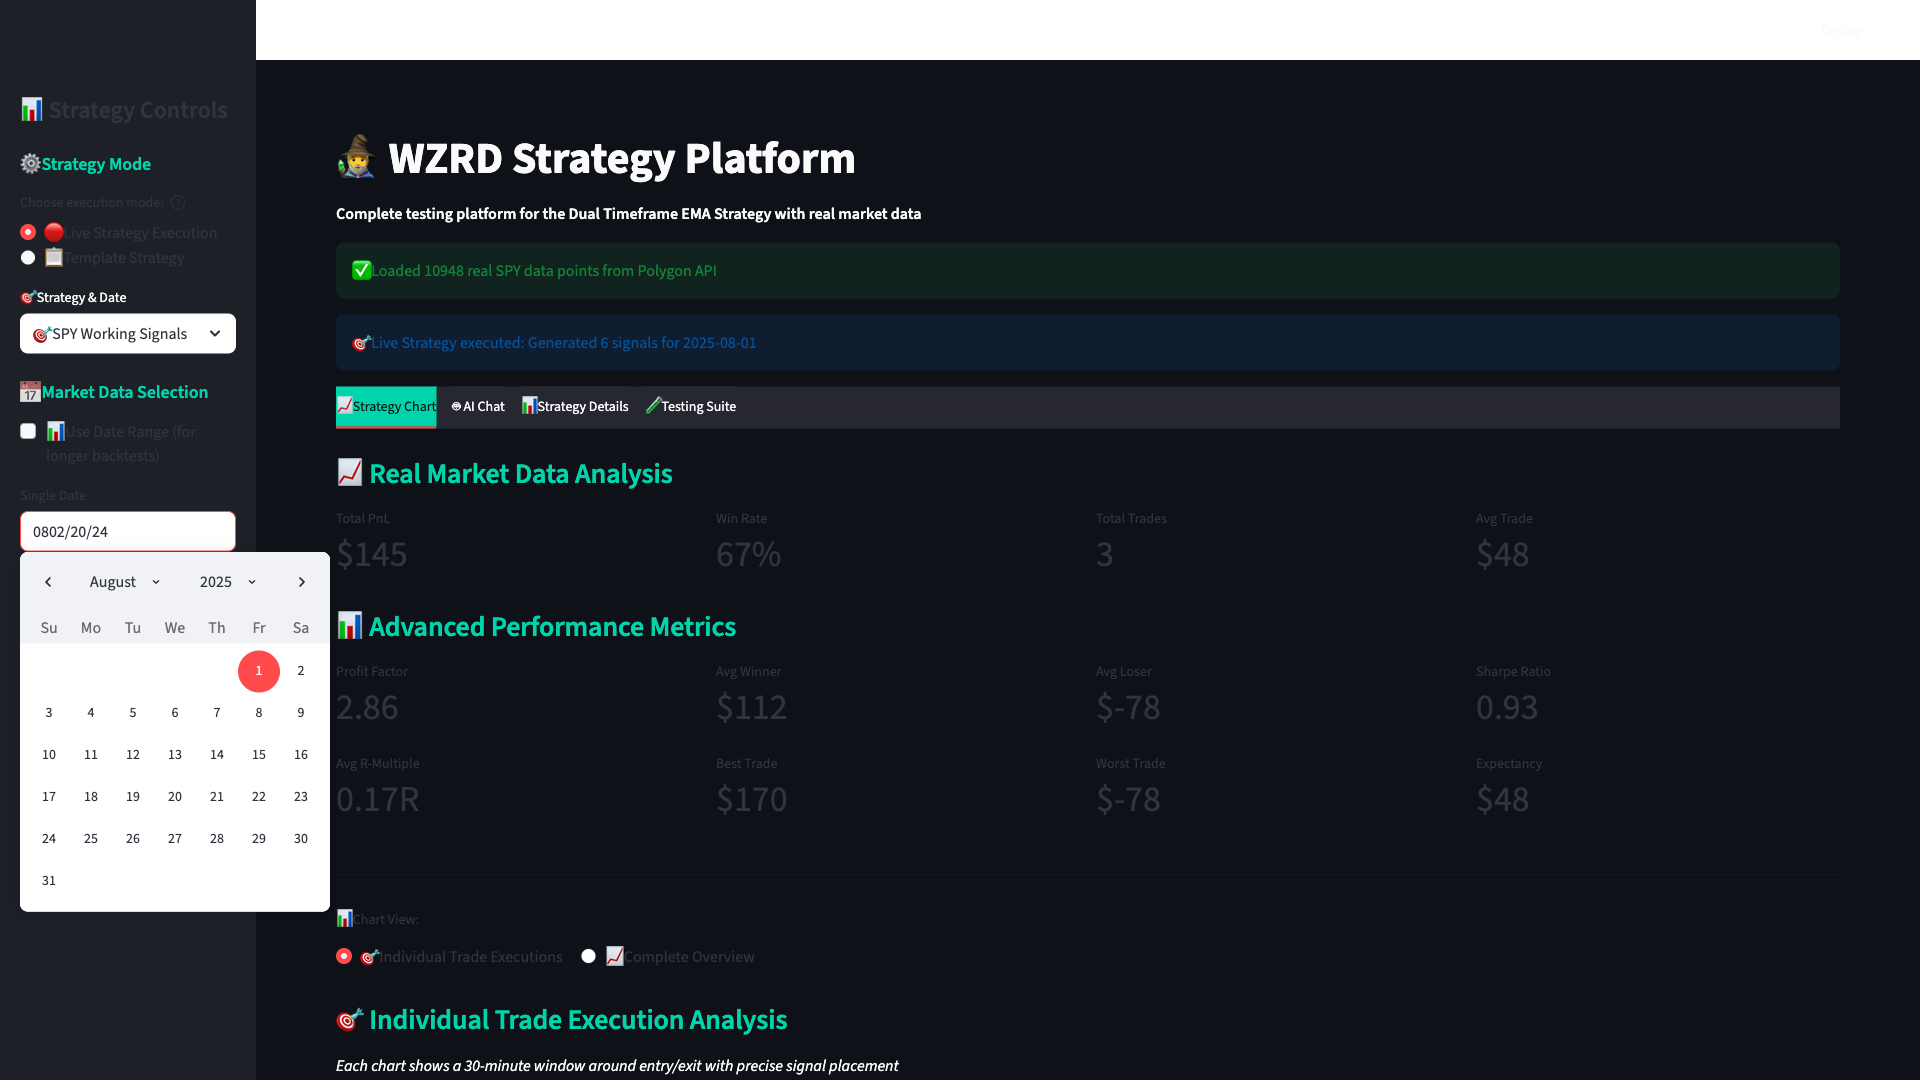 Strategy Controls
Strategy Mode
Choose execution mode:
Live Strategy Execution
Template Strategy
Strategy & Date
SPY Working Signals
Market Data Selection
Use Date Range (for
longer backtests)
Single Date
0802/20/24
August 2025
Su Mo Tu We Th Fr Sa
1 2
3 4 5 6 7 8 9
10 11 12 13 14 15 16
17 18 19 20 21 22 23
24 25 26 27 28 29 30
31
WZRD Strategy Platform
Complete testing platform for the Dual Timeframe EMA Strategy with real market data
Loaded 10948 real SPY data points from Polygon API
Live Strategy executed: Generated 6 signals for 2025-08-01
Strategy Chart AI Chat Strategy Details Testing Suite
Real Market Data Analysis
Total PnL Win Rate Total Trades Avg Trade
$145 67% 3 $48
Advanced Performance Metrics
Profit Factor Avg Winner Avg Loser Sharpe Ratio
2.86 $112 $-78 0.93
Avg R-Multiple Best Trade Worst Trade Expectancy
0.17R $170 $-78 $48
Chart View:
Individual Trade Executions Complete Overview
Individual Trade Execution Analysis
Each chart shows a 30-minute window around entry/exit with precise signal placement